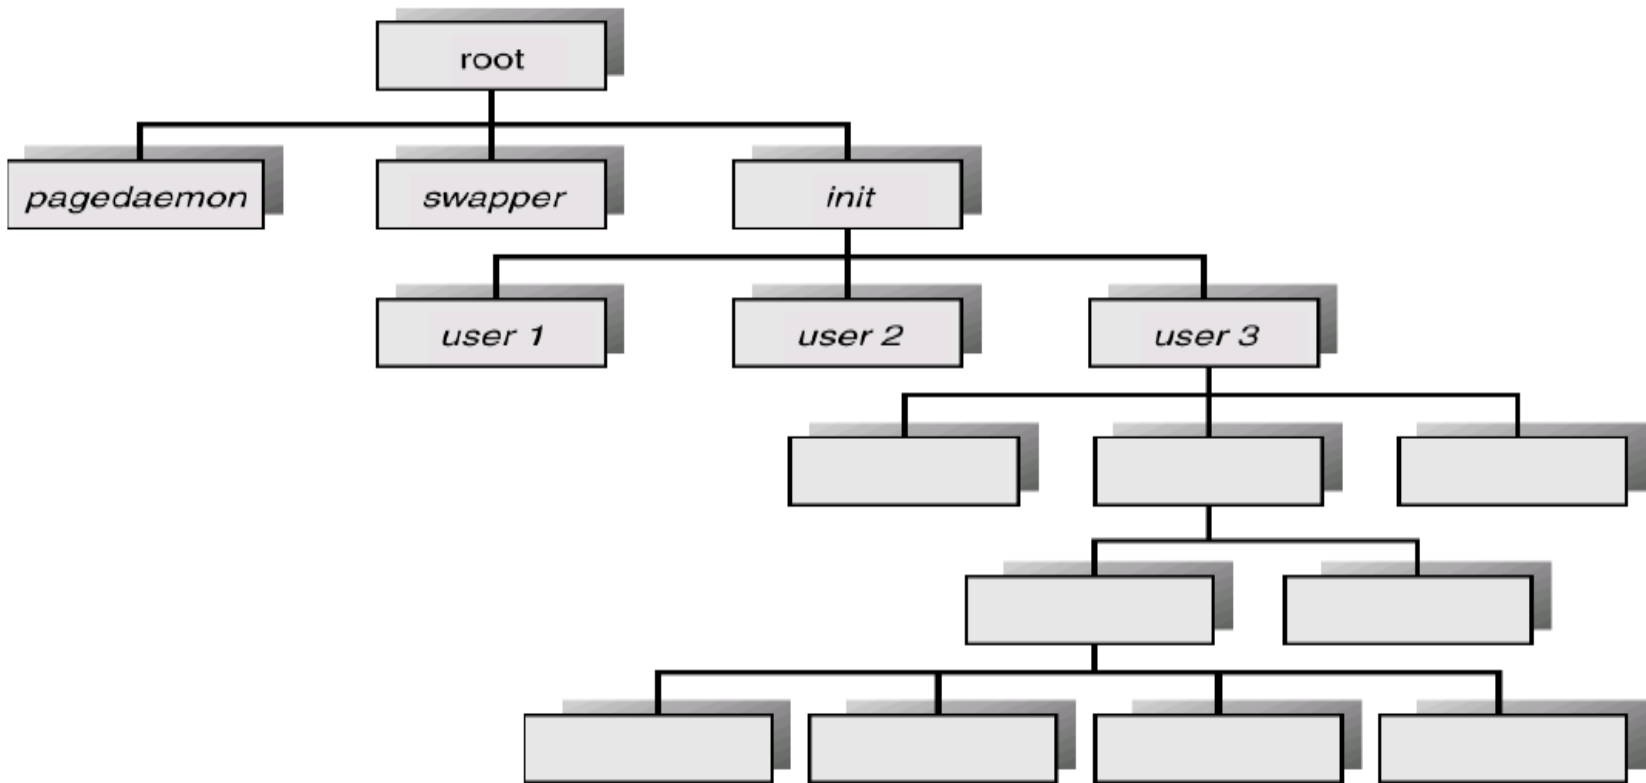 root
pagedaemon
swapper
init
user 1
user 2
user 3